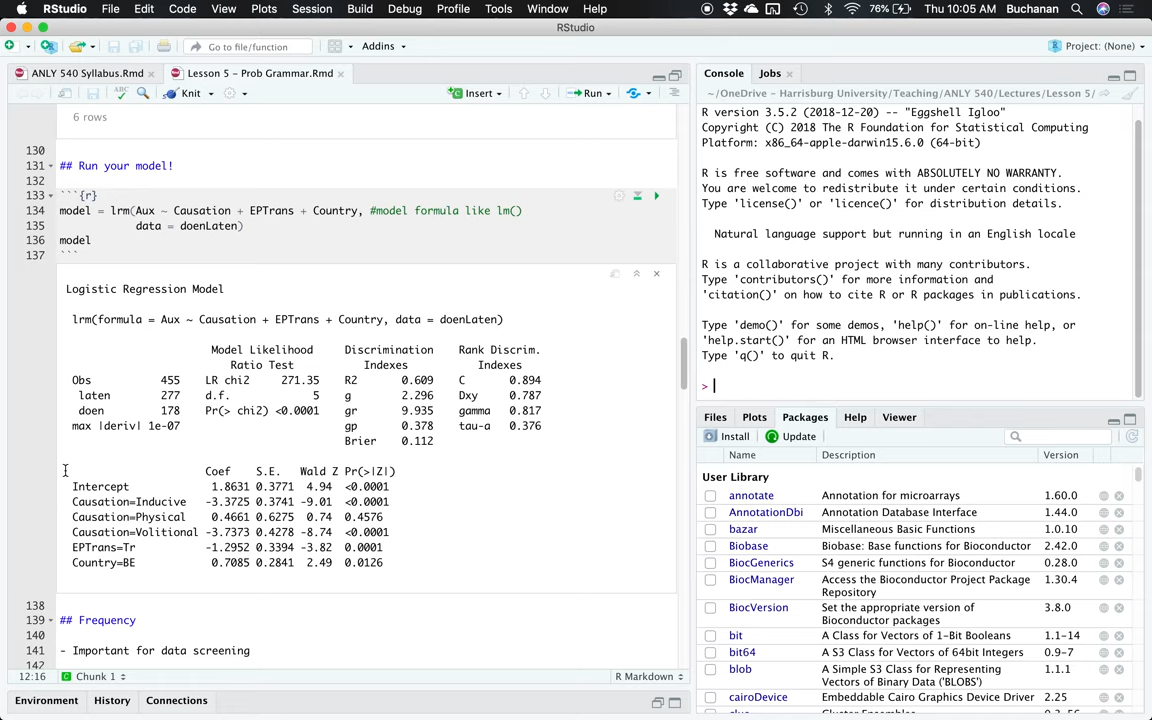 RStudio File Edit Code View Plots Session Build Debug Profile Tools Window Help 76% Thu 10:05 AM Buchanan
RStudio
Go to file/function Addins Project: (None)
ANLY 540 Syllabus.Rmd Lesson 5 - Prob Grammar.Rmd
ABC Knit Insert Run
6 rows
130
131 ## Run your model!
132
133 ```{r}
134 model = lrm(Aux ~ Causation + EPTrans + Country, #model formula like lm()
135 data = doenLaten)
136 model
137 ```
Logistic Regression Model
lrm(formula = Aux ~ Causation + EPTrans + Country, data = doenLaten)
Model Likelihood Discrimination Rank Discrim.
Ratio Test Indexes Indexes
Obs 455 LR chi2 271.35 R2 0.609 C 0.894
laten 277 d.f. 5 g 2.296 Dxy 0.787
doen 178 Pr(> chi2) <0.0001 gr 9.935 gamma 0.817
max |deriv| 1e-07 gp 0.378 tau-a 0.376
Brier 0.112
Coef S.E. Wald Z Pr(>|Z|)
Intercept 1.8631 0.3771 4.94 <0.0001
Causation=Inducive -3.3725 0.3741 -9.01 <0.0001
Causation=Physical 0.4661 0.6275 0.74 0.4576
Causation=Volitional -3.7373 0.4278 -8.74 <0.0001
EPTrans=Tr -1.2952 0.3394 -3.82 0.0001
Country=BE 0.7085 0.2841 2.49 0.0126
138
139 ## Frequency
140
141 - Important for data screening
142
12:16 Chunk 1 R Markdown
Environment History Connections
Console Jobs
~/OneDrive - Harrisburg University/Teaching/ANLY 540/Lectures/Lesson 5/
R version 3.5.2 (2018-12-20) -- "Eggshell Igloo"
Copyright (C) 2018 The R Foundation for Statistical Computing
Platform: x86_64-apple-darwin15.6.0 (64-bit)
R is free software and comes with ABSOLUTELY NO WARRANTY.
You are welcome to redistribute it under certain conditions.
Type 'license()' or 'licence()' for distribution details.
Natural language support but running in an English locale
R is a collaborative project with many contributors.
Type 'contributors()' for more information and
'citation()' on how to cite R or R packages in publications.
Type 'demo()' for some demos, 'help()' for on-line help, or
'help.start()' for an HTML browser interface to help.
Type 'q()' to quit R.
>
Files Plots Packages Help Viewer
Install Update
Name Description Version
User Library
annotate Annotation for microarrays 1.60.0
AnnotationDbi Annotation Database Interface 1.44.0
bazar Miscellaneous Basic Functions 1.0.10
Biobase Biobase: Base functions for Bioconductor 2.42.0
BiocGenerics S4 generic functions for Bioconductor 0.28.0
BiocManager Access the Bioconductor Project Package Repository 1.30.4
BiocVersion Set the appropriate version of Bioconductor packages 3.8.0
bit A Class for Vectors of 1-Bit Booleans 1.1-14
bit64 A S3 Class for Vectors of 64bit Integers 0.9-7
blob A Simple S3 Class for Representing Vectors of Binary Data ('BLOBS') 1.1.1
cairoDevice Embeddable Cairo Graphics Device Driver 2.25